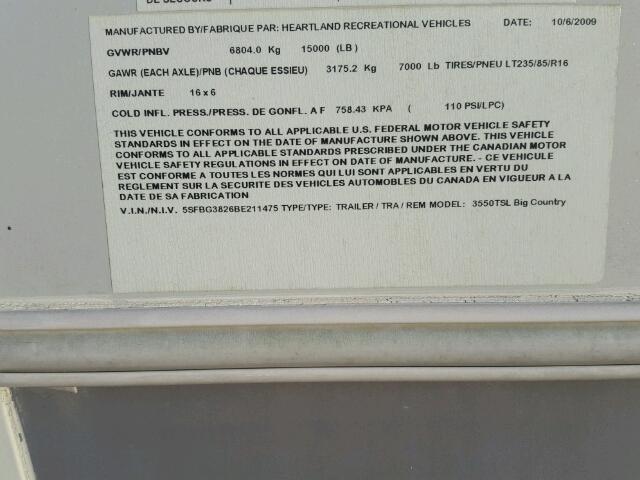 DE SECOURS
MANUFACTURED BY/FABRIQUE PAR: HEARTLAND RECREATIONAL VEHICLES DATE: 10/6/2009
GVWR/PNBV 6804.0 Kg 15000 (LB)
GAWR (EACH AXLE)/PNB (CHAQUE ESSIEU) 3175.2 Kg 7000 Lb TIRES/PNEU LT235/85/R16
RIM/JANTE 16 x 6
COLD INFL. PRESS./PRESS. DE GONFL. A F 758.43 KPA ( 110 PSI/LPC)
THIS VEHICLE CONFORMS TO ALL APPLICABLE U.S. FEDERAL MOTOR VEHICLE SAFETY
STANDARDS IN EFFECT ON THE DATE OF MANUFACTURE SHOWN ABOVE. THIS VEHICLE
CONFORMS TO ALL APPLICABLE STANDARDS PRESCRIBED UNDER THE CANADIAN MOTOR
VEHICLE SAFETY REGULATIONS IN EFFECT ON DATE OF MANUFACTURE. - CE VEHICULE
EST CONFORME A TOUTES LES NORMES QUI LUI SONT APPLICABLES EN VERTU DU
REGLEMENT SUR LA SECURITE DES VEHICLES AUTOMOBILES DU CANADA EN VIGUEUR A LA
DATE DE SA FABRICATION
V.I.N./N.I.V. 5SFBG3826BE211475 TYPE/TYPE: TRAILER / TRA / REM MODEL: 3550TSL Big Country